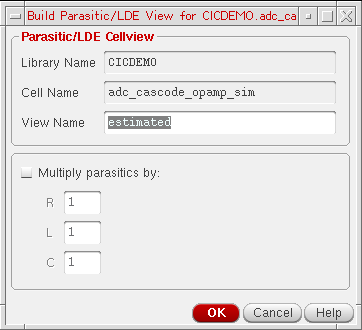 Build Parasitic/LDE View for CICDEMO.adc_ca
Parasitic/LDE Cellview
Library Name CICDEMO
Cell Name adc_cascode_opamp_sim
View Name estimated
Multiply parasitics by:
R 1
L 1
C 1
OK Cancel Help